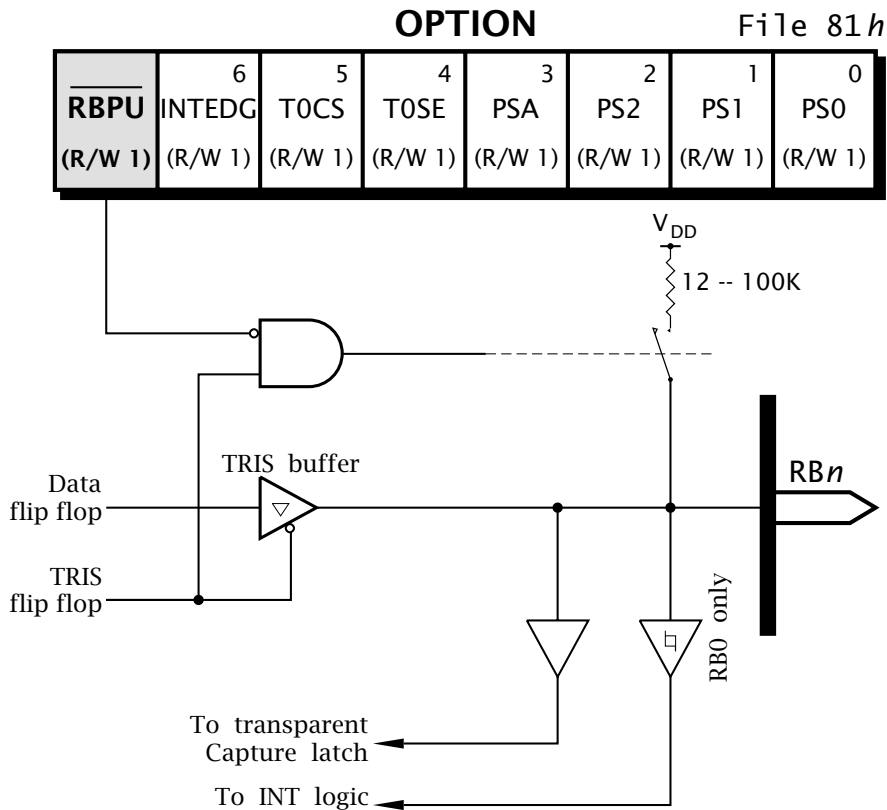 OPTION File 81h
6 5 4 3 2 1 0
RBPU INTEDG T0CS T0SE PSA PS2 PS1 PS0
(R/W 1) (R/W 1) (R/W 1) (R/W 1) (R/W 1) (R/W 1) (R/W 1) (R/W 1)
VDD
12 -- 100K
TRIS buffer
RBn
Data
flip flop
TRIS
flip flop
RB0 only
To transparent
Capture latch
To INT logic